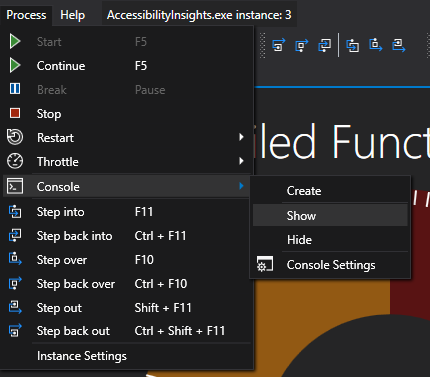 Process Help AccessibilityInsights.exe instance: 3
Start F5
Continue F5
Break Pause
Stop
Restart
Throttle
Console
Step into F11
Step back into Ctrl + F11
Step over F10
Step back over Ctrl + F10
Step out Shift + F11
Step back out Ctrl + Shift + F11
Instance Settings
Create
Show
Hide
Console Settings
iled Funct